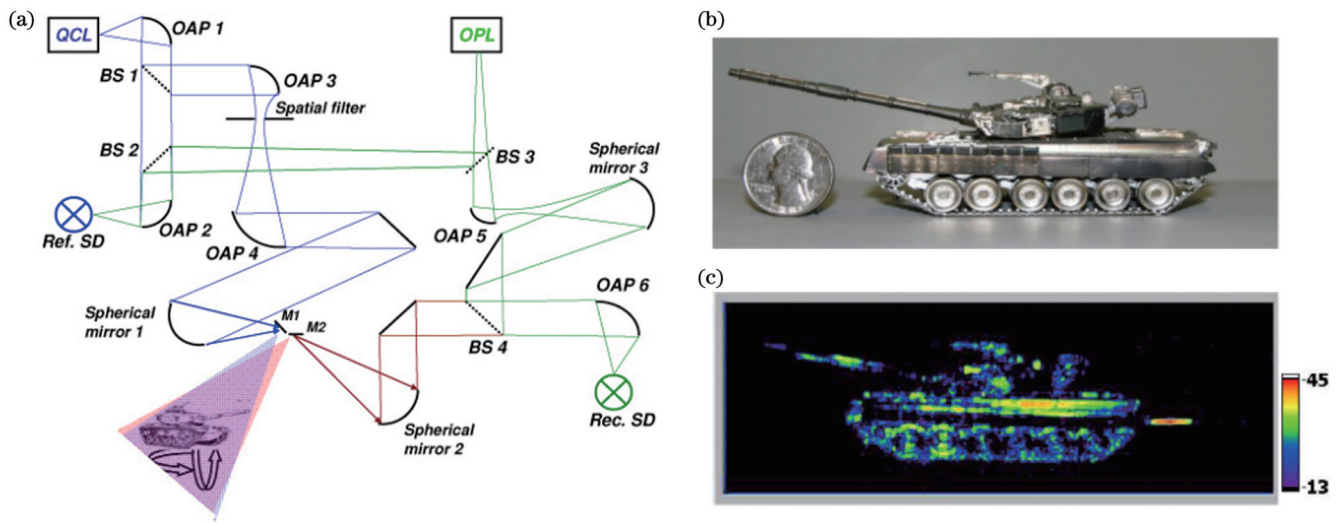 (a)
QCL
OAP 1
OPL
BS 1
OAP 3
Spatial filter
BS 2
BS 3
Spherical
mirror 3
Ref. SD
OAP 2
OAP 4
OAP 5
Spherical
mirror 1
M1
M2
OAP 6
BS 4
Rec. SD
Spherical
mirror 2
(b)
(c)
-45
-13